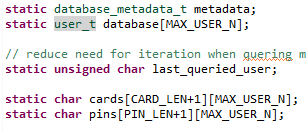 static database_metadata_t metadata;
static user_t database[MAX_USER_N];
// reduce need for iteration when quering m
static unsigned char last_queried_user;
static char cards[CARD_LEN+1][MAX_USER_N];
static char pins[PIN_LEN+1][MAX_USER_N];